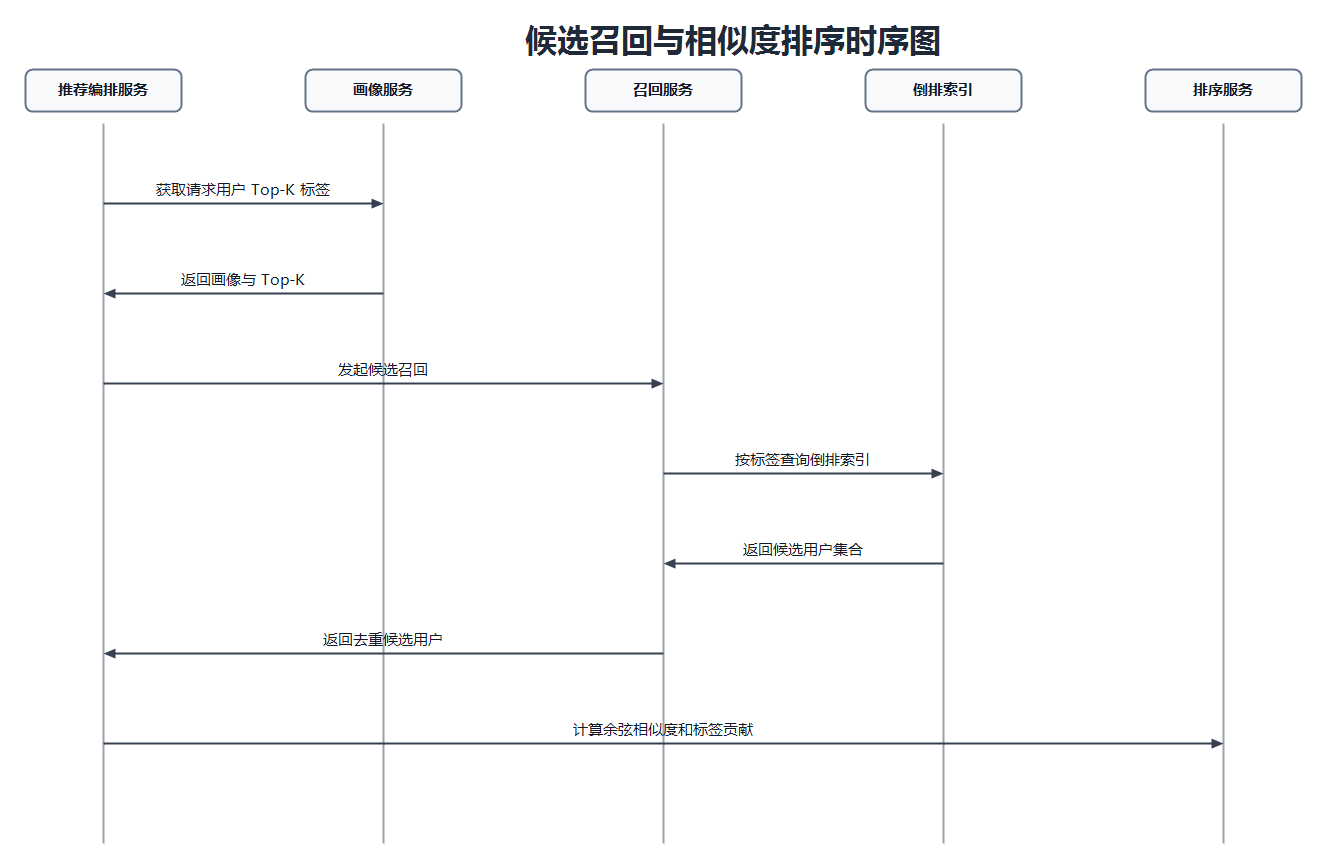 候选召回与相似度排序时序图
推荐编排服务
画像服务
召回服务
倒排索引
排序服务
获取请求用户 Top-K 标签
返回画像与 Top-K
发起候选召回
按标签查询倒排索引
返回候选用户集合
返回去重候选用户
计算余弦相似度和标签贡献